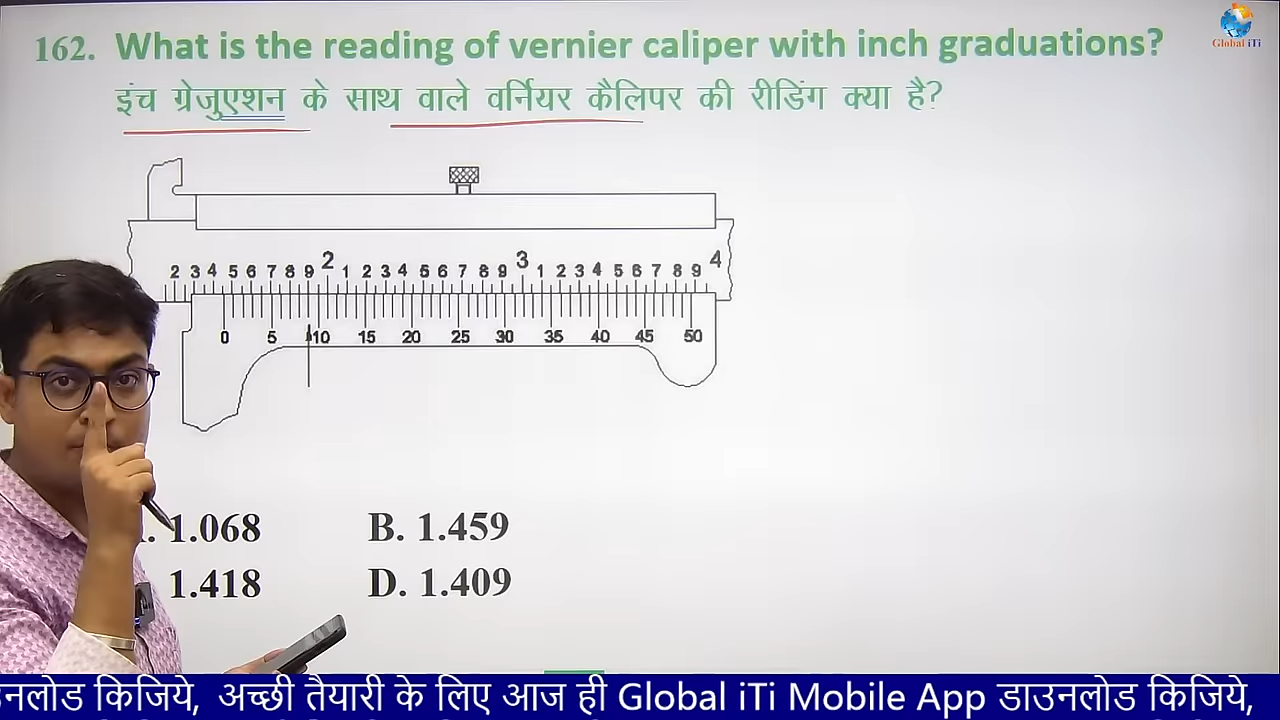 Global iTi
162. What is the reading of vernier caliper with inch graduations?
इंच ग्रेजुएशन के साथ वाले वर्नियर कैलिपर की रीडिंग क्या है?
2 3 4 5 6 7 8 9 2 1 2 3 4 5 6 7 8 9 3 1 2 3 4 5 6 7 8 9 4
0 5 10 15 20 25 30 35 40 45 50
1.068 B. 1.459
1.418 D. 1.409
किजिये, अच्छी तैयारी के लिए आज ही Global iTi Mobile App डाउनलोड किजिये,